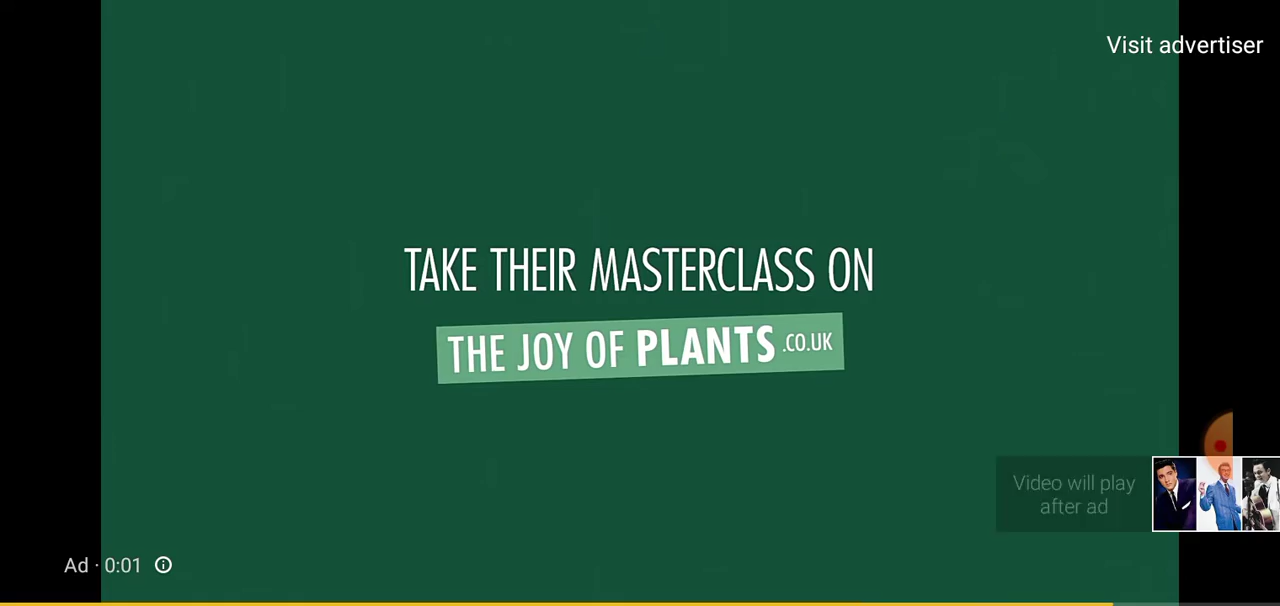 Visit advertiser
TAKE THEIR MASTERCLASS ON
THE JOY OF PLANTS .CO.UK
Video will play
after ad
Ad · 0:01